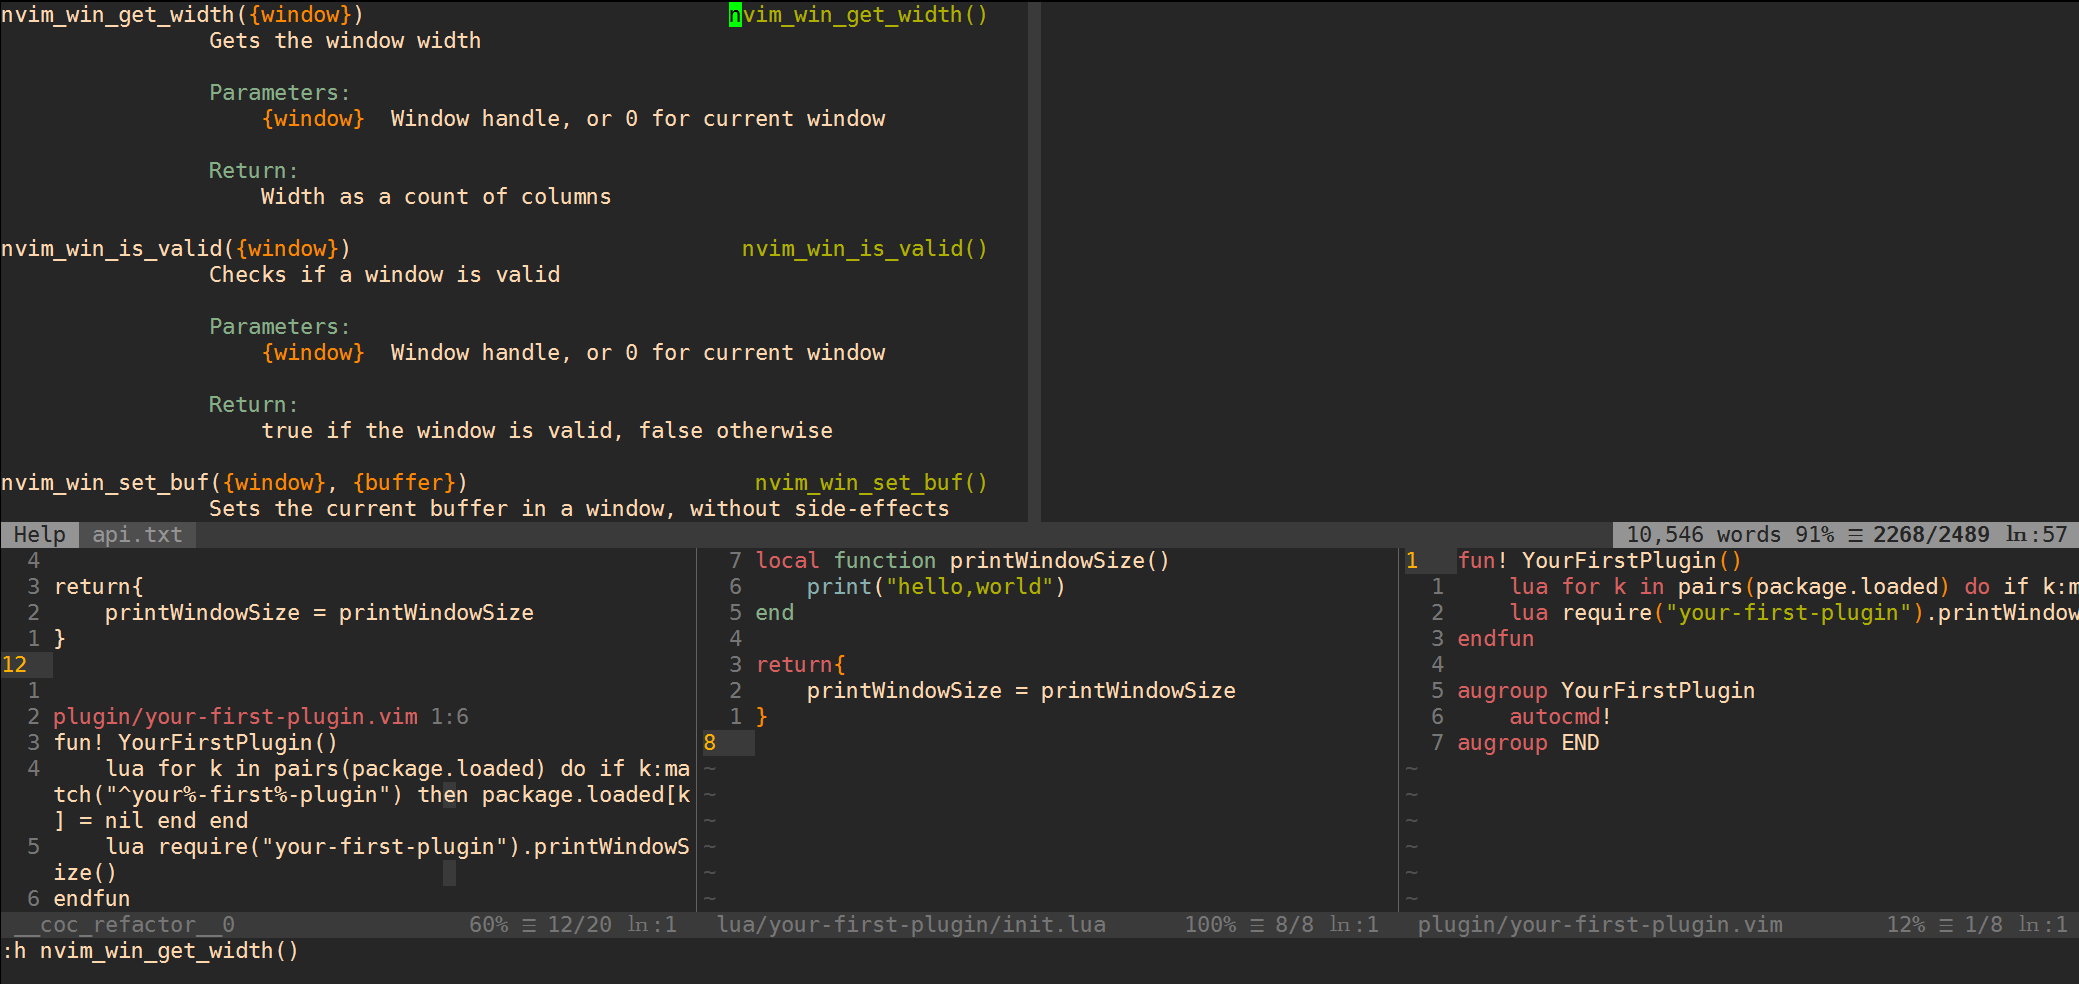 nvim_win_get_width({window}) nvim_win_get_width()
Gets the window width
Parameters:
{window} Window handle, or 0 for current window
Return:
Width as a count of columns
nvim_win_is_valid({window}) nvim_win_is_valid()
Checks if a window is valid
Parameters:
{window} Window handle, or 0 for current window
Return:
true if the window is valid, false otherwise
nvim_win_set_buf({window}, {buffer}) nvim_win_set_buf()
Sets the current buffer in a window, without side-effects
Help api.txt 10,546 words 91% ☰ 2268/2489 ln:57
4
3 return{
2 printWindowSize = printWindowSize
1 }
12
1
2 plugin/your-first-plugin.vim 1:6
3 fun! YourFirstPlugin()
4 lua for k in pairs(package.loaded) do if k:ma
tch("^your%-first%-plugin") then package.loaded[k
] = nil end end
5 lua require("your-first-plugin").printWindowS
ize()
6 endfun
__coc_refactor__0 60% ☰ 12/20 ln:1
7 local function printWindowSize()
6 print("hello,world")
5 end
4
3 return{
2 printWindowSize = printWindowSize
1 }
8
~
~
~
~
~
~
lua/your-first-plugin/init.lua 100% ☰ 8/8 ln:1
1 fun! YourFirstPlugin()
1 lua for k in pairs(package.loaded) do if k:m
2 lua require("your-first-plugin").printWindow
3 endfun
4
5 augroup YourFirstPlugin
6 autocmd!
7 augroup END
~
~
~
~
~
~
plugin/your-first-plugin.vim 12% ☰ 1/8 ln:1
:h nvim_win_get_width()